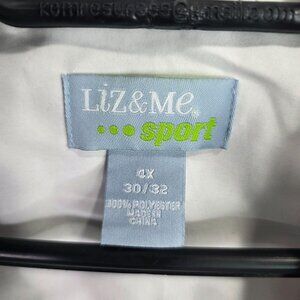 Liz&Me
•••sport
4X
30/32
100% POLYESTER
MADE IN
CHINA